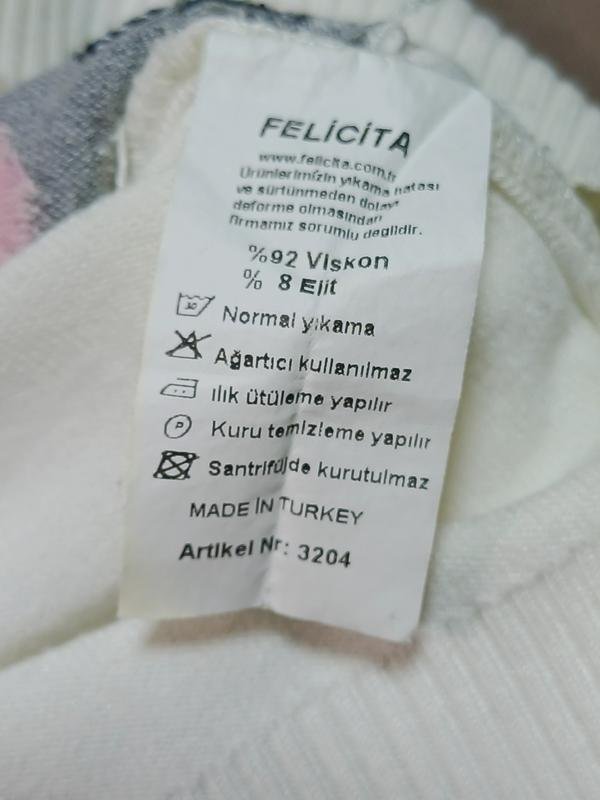 FELİCİTA
www.felicita.com.tr
Ürünlerimizin yıkama hatası
ve sürtünmeden dolayı
deforme olmasından
firmamız sorumlu değildir.
%92 Viskon
% 8 Elit
30 Normal yıkama
Ağartıcı kullanılmaz
ılık ütüleme yapılır
P Kuru temizleme yapılır
Santrifüjde kurutulmaz
MADE İN TURKEY
Artikel Nr: 3204